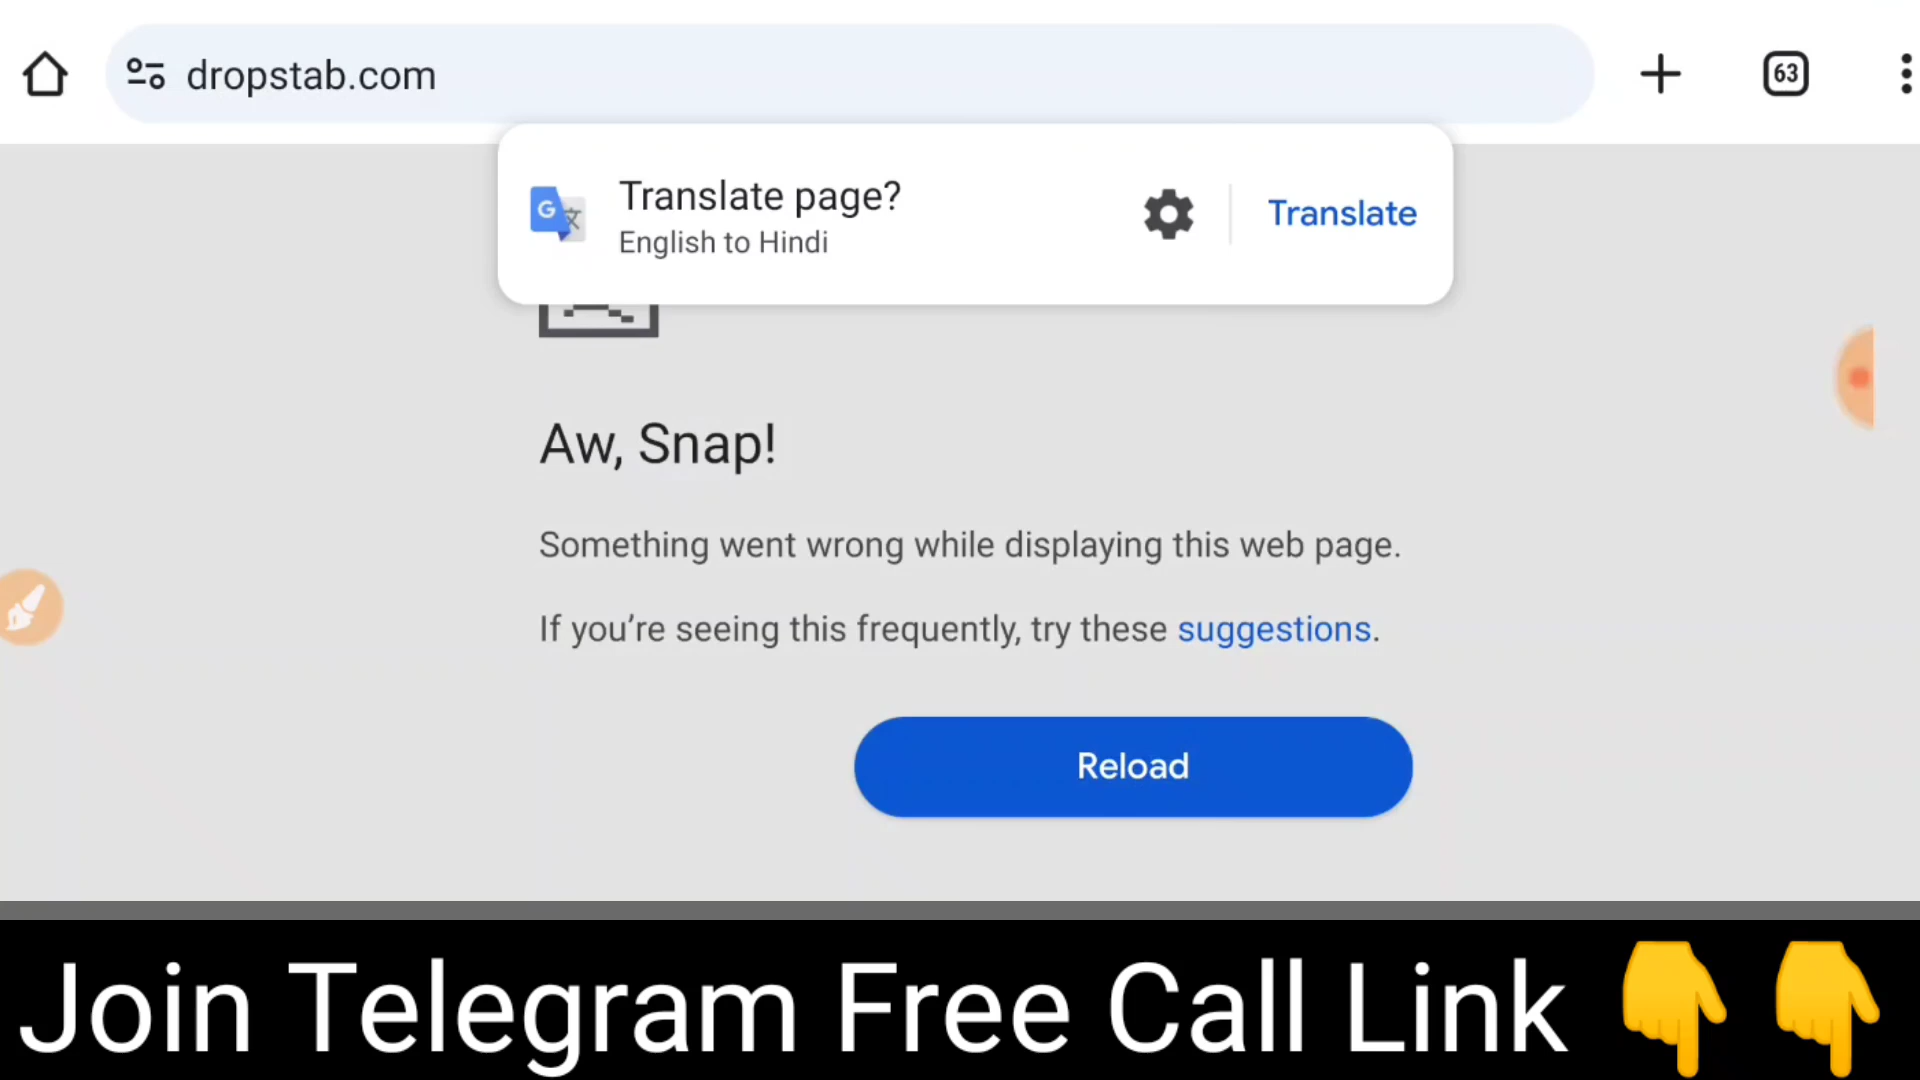 dropstab.com
63
Translate page?
English to Hindi
Translate
Aw, Snap!
Something went wrong while displaying this web page.
If you’re seeing this frequently, try these suggestions.
Reload
Join Telegram Free Call Link 👇👇